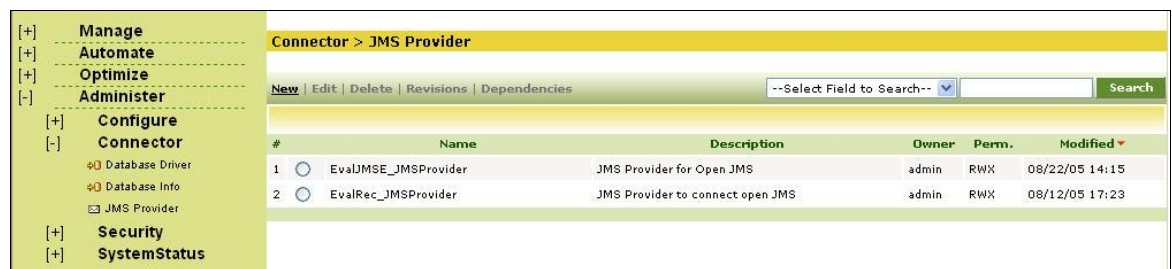 [+] Manage
[+] Automate
[+] Optimize
[-] Administer
[+] Configure
[-] Connector
Database Driver
Database Info
JMS Provider
[+] Security
[+] SystemStatus
Connector > JMS Provider
New | Edit | Delete | Revisions | Dependencies --Select Field to Search-- Search
# Name Description Owner Perm. Modified
1 EvalJMSE_JMSProvider JMS Provider for Open JMS admin RWX 08/22/05 14:15
2 EvalRec_JMSProvider JMS Provider to connect open JMS admin RWX 08/12/05 17:23